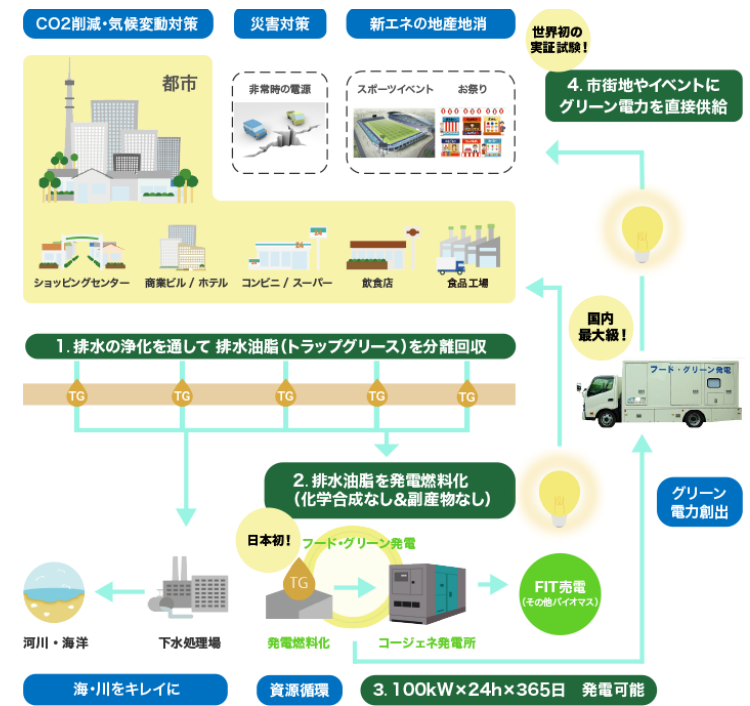 CO2削減・気候変動対策
災害対策
新エネの地産地消
世界初の
実証試験！
4. 市街地やイベントに
グリーン電力を直接供給
都市
非常時の電源
スポーツイベント
お祭り
ショッピングセンター
商業ビル / ホテル
コンビニ / スーパー
飲食店
食品工場
国内
最大級！
1. 排水の浄化を通して 排水油脂（トラップグリース）を分離回収
フード・グリーン発電
TG
TG
TG
TG
TG
2. 排水油脂を発電燃料化
（化学合成なし＆副産物なし）
グリーン
電力創出
日本初！
フード・グリーン発電
TG
FIT売電
（その他バイオマス）
河川・海洋
下水処理場
発電燃料化
コージェネ発電所
海・川をキレイに
資源循環
3. 100kW×24h×365日　発電可能